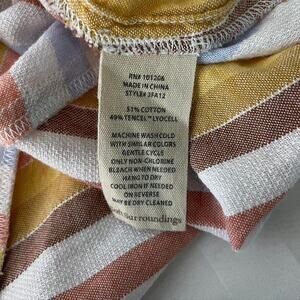 RN# 101206
MADE IN CHINA
STYLE# 2FA12
51% COTTON
49% TENCEL™ LYOCELL
MACHINE WASH COLD
WITH SIMILAR COLORS
GENTLE CYCLE
ONLY NON-CHLORINE
BLEACH WHEN NEEDED
HANG TO DRY
COOL IRON IF NEEDED
ON REVERSE
MAY BE DRY CLEANED
surroundings